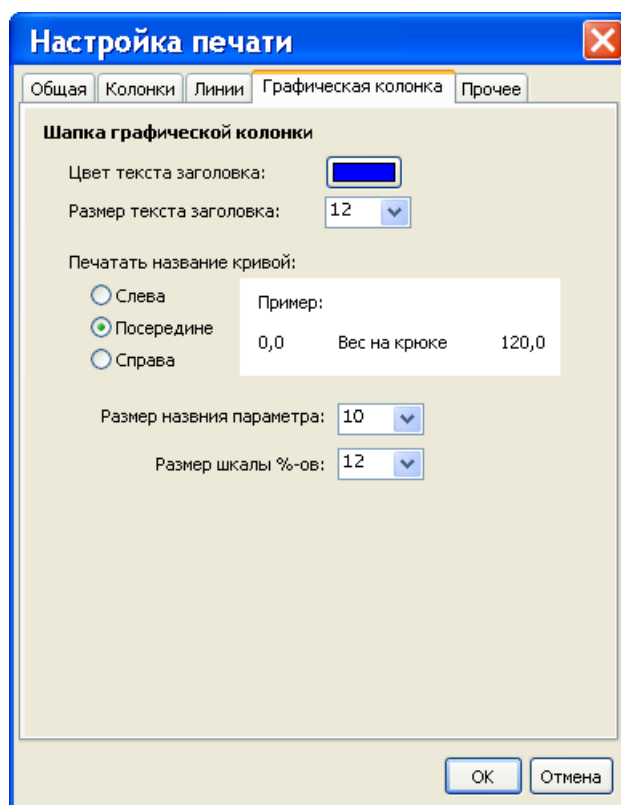 Настройка печати
Общая Колонки Линии Графическая колонка Прочее
Шапка графической колонки
Цвет текста заголовка:
Размер текста заголовка: 12
Печатать название кривой:
Слева
Пример:
Посередине
0,0 Вес на крюке 120,0
Справа
Размер назвния параметра: 10
Размер шкалы %-ов: 12
ОК Отмена